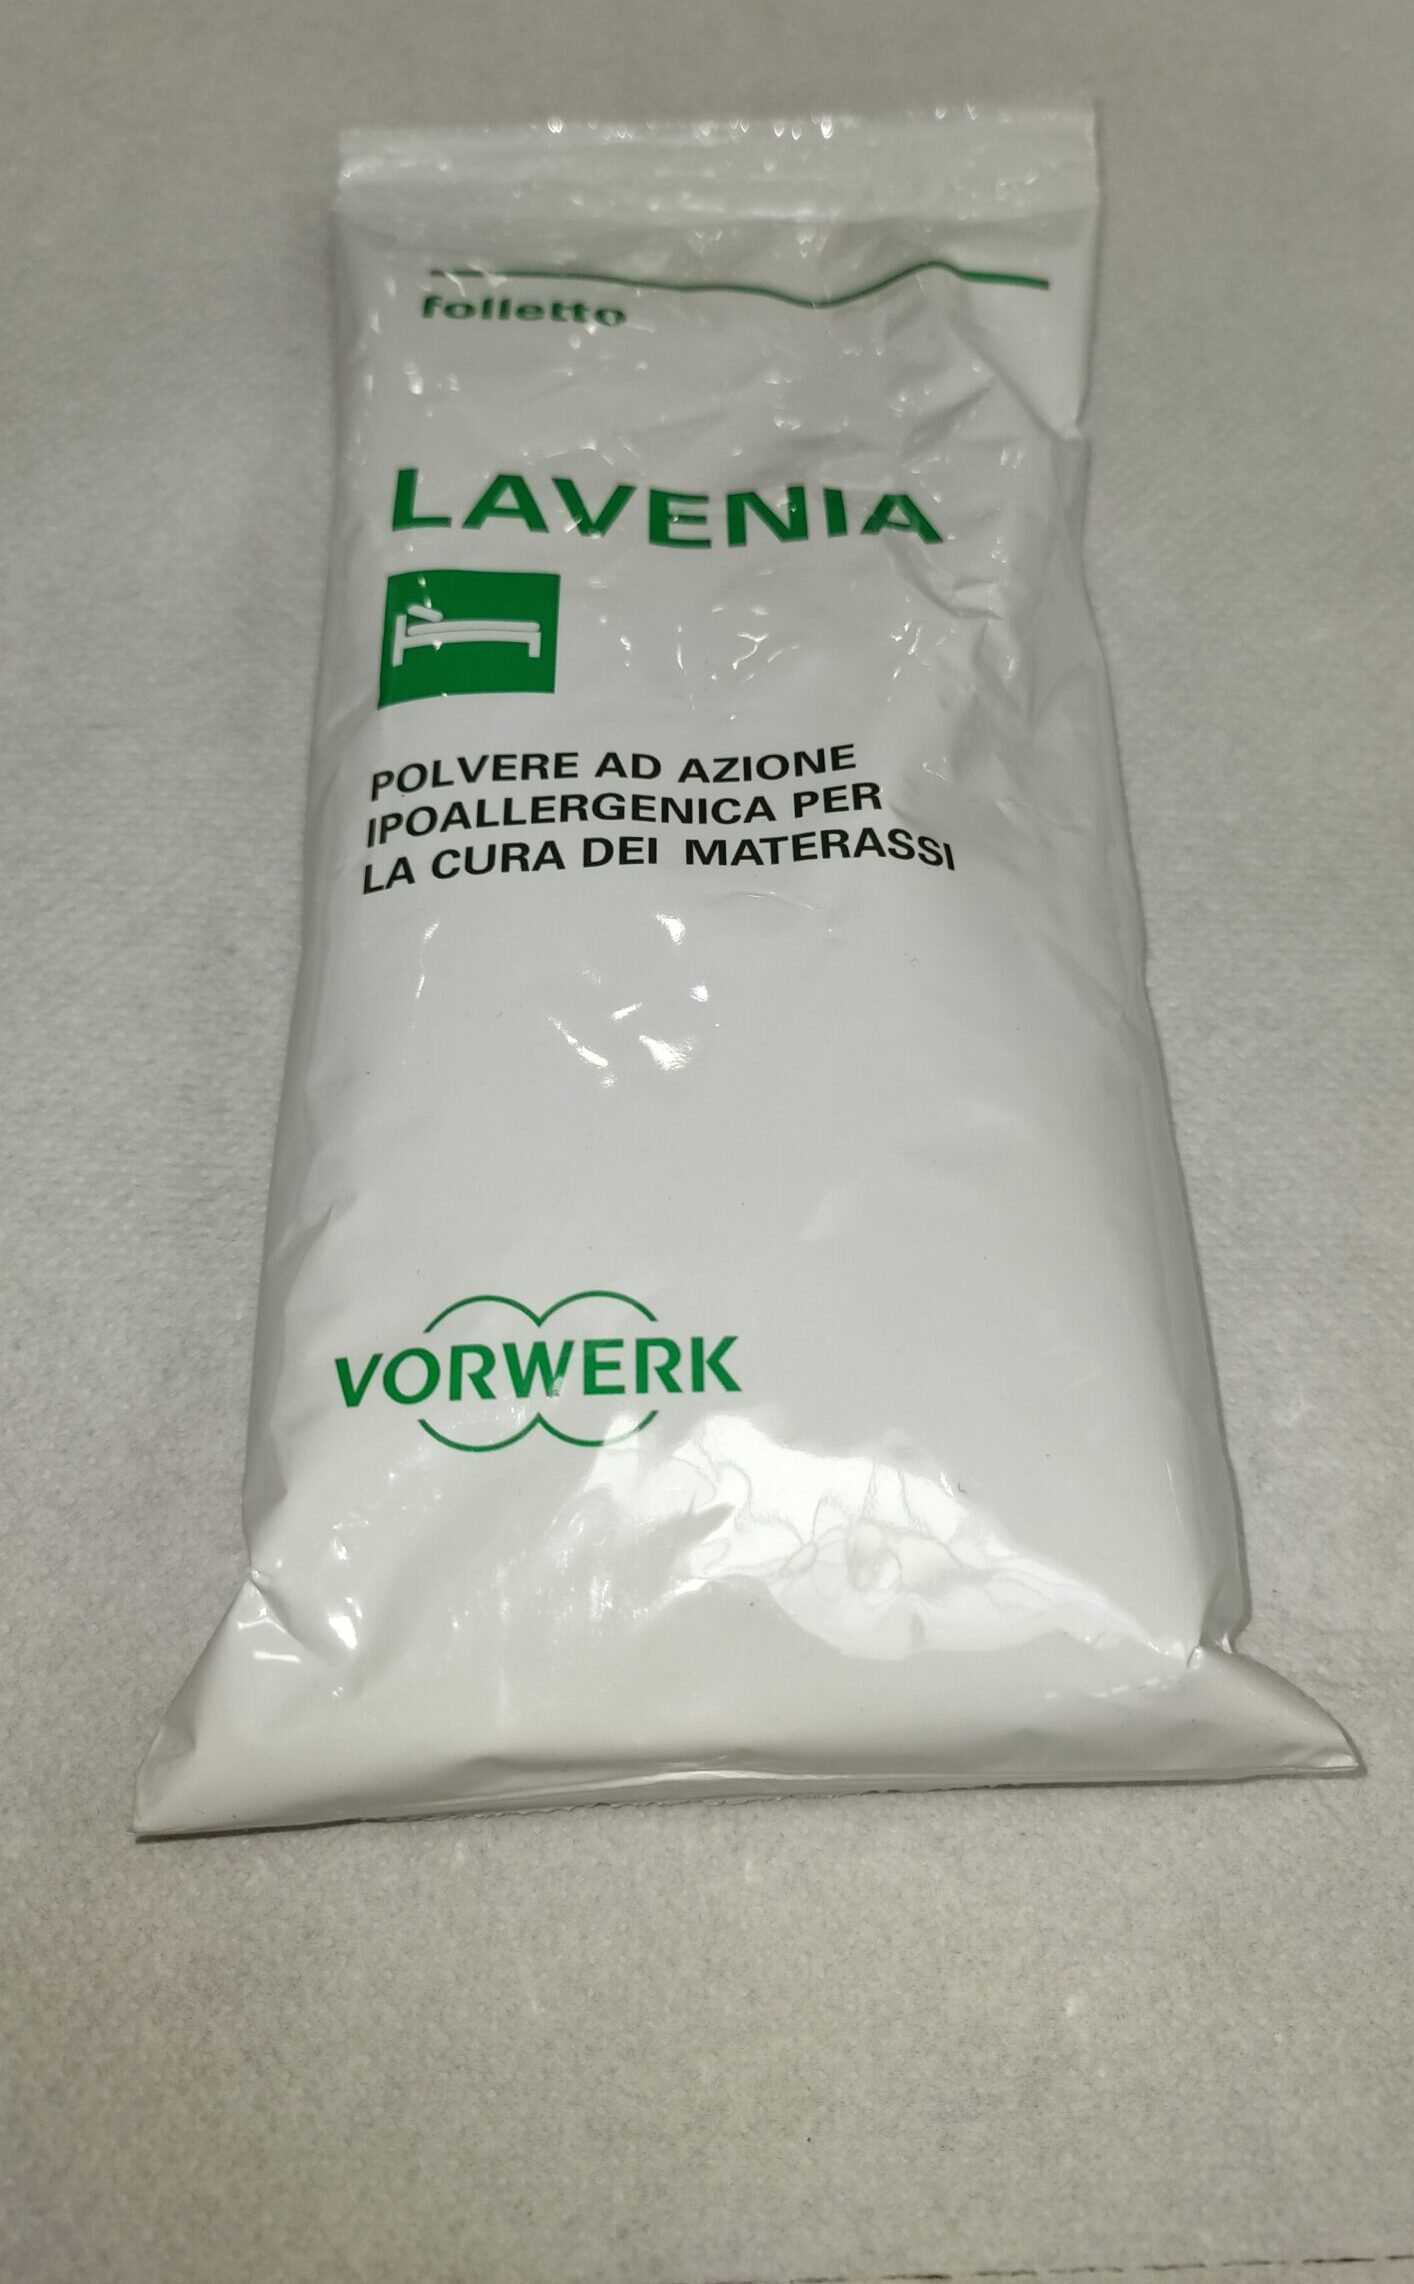 folletto
LAVENIA
POLVERE AD AZIONE
IPOALLERGENICA PER
LA CURA DEI MATERASSI
VORWERK